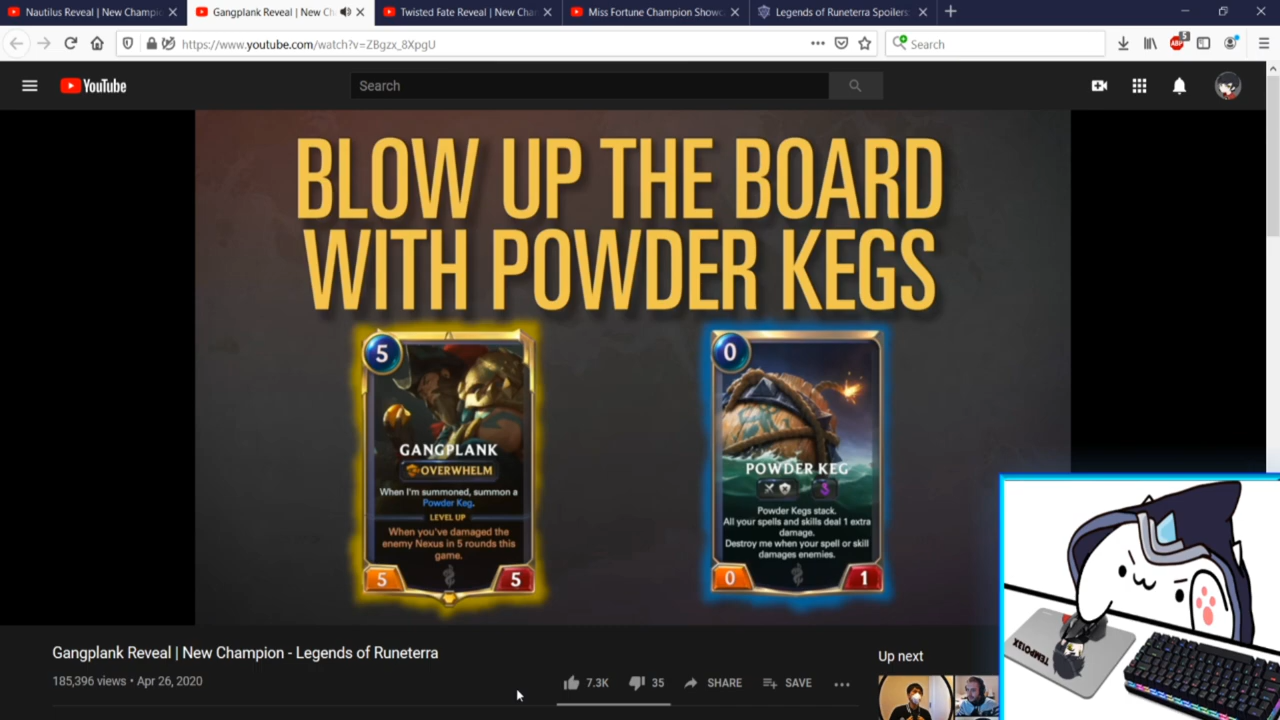 Nautilus Reveal | New Champio
Gangplank Reveal | New Ch
Twisted Fate Reveal | New Cha
Miss Fortune Champion Showc
Legends of Runeterra Spoilers
https://www.youtube.com/watch?v=ZBgzx_8XpgU
Search
ABP
5
YouTube
Search
BLOW UP THE BOARD
WITH POWDER KEGS
5
GANGPLANK
OVERWHELM
When I'm summoned, summon a
Powder Keg.
LEVEL UP
When you've damaged the
enemy Nexus in 5 rounds this
game.
5
5
0
POWDER KEG
Powder Kegs stack.
All your spells and skills deal 1 extra
damage.
Destroy me when your spell or skill
damages enemies.
0
1
TEMPO13X
Gangplank Reveal | New Champion - Legends of Runeterra
185,396 views • Apr 26, 2020
7.3K
35
SHARE
SAVE
Up next